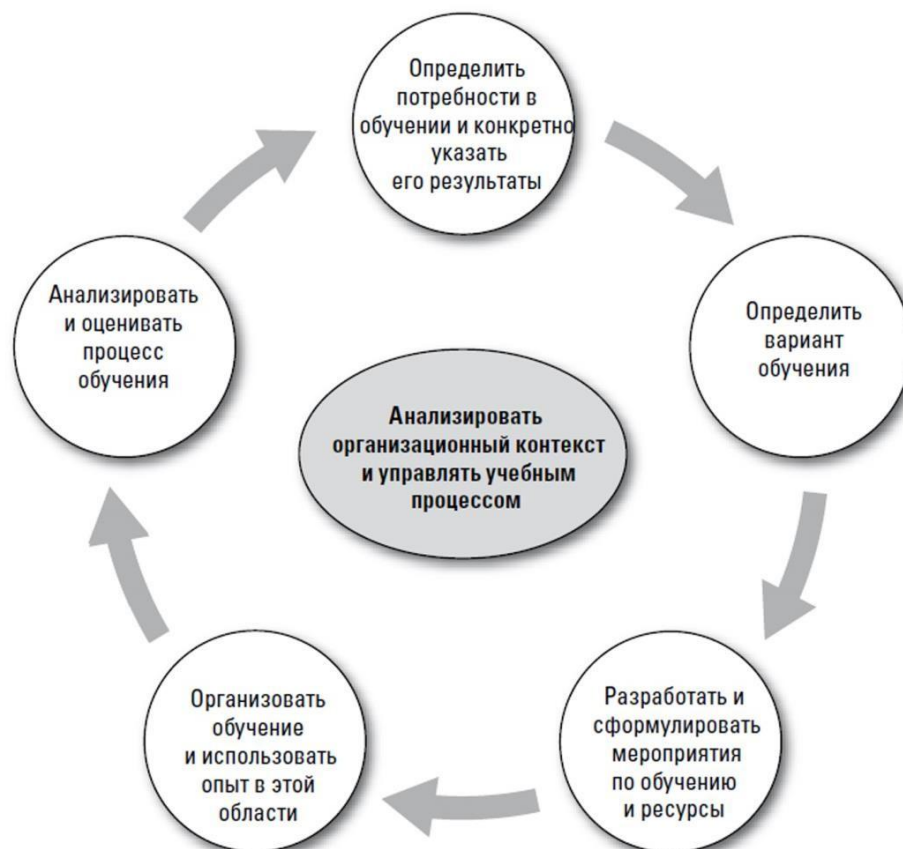 Определить
потребности в
обучении и конкретно
указать
его результаты
Определить
вариант
обучения
Разработать и
сформулировать
мероприятия
по обучению
и ресурсы
Организовать
обучение
и использовать
опыт в этой
области
Анализировать
и оценивать
процесс
обучения
Анализировать
организационный контекст
и управлять учебным
процессом